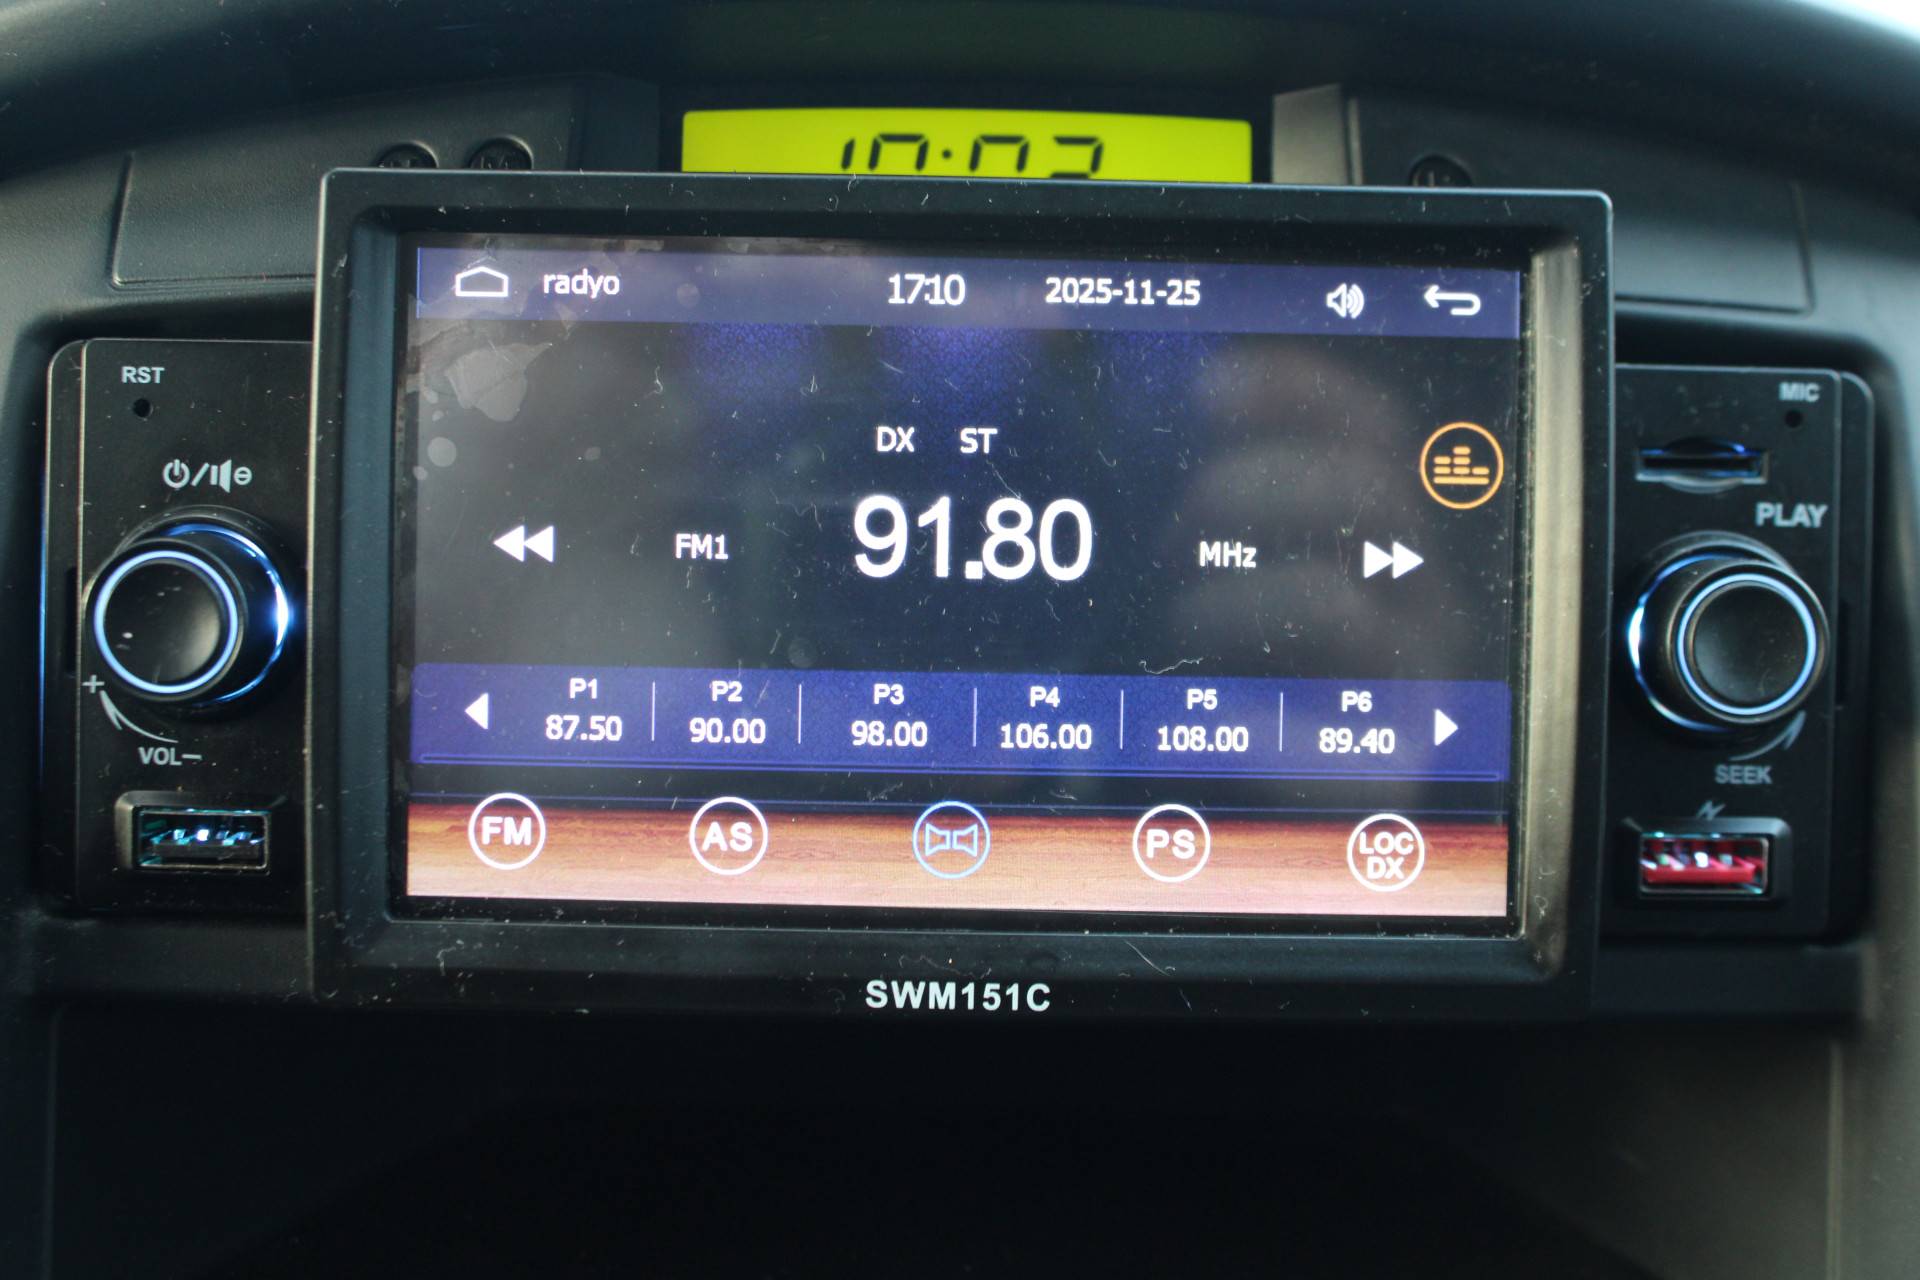 radyo 17:10 2025-11-25
RST
MIC
DX ST
PLAY
FM1 91.80 MHz
P1 P2 P3 P4 P5 P6
87.50 90.00 98.00 106.00 108.00 89.40
+
VOL−
SEEK
FM AS PS LOC DX
SWM151C